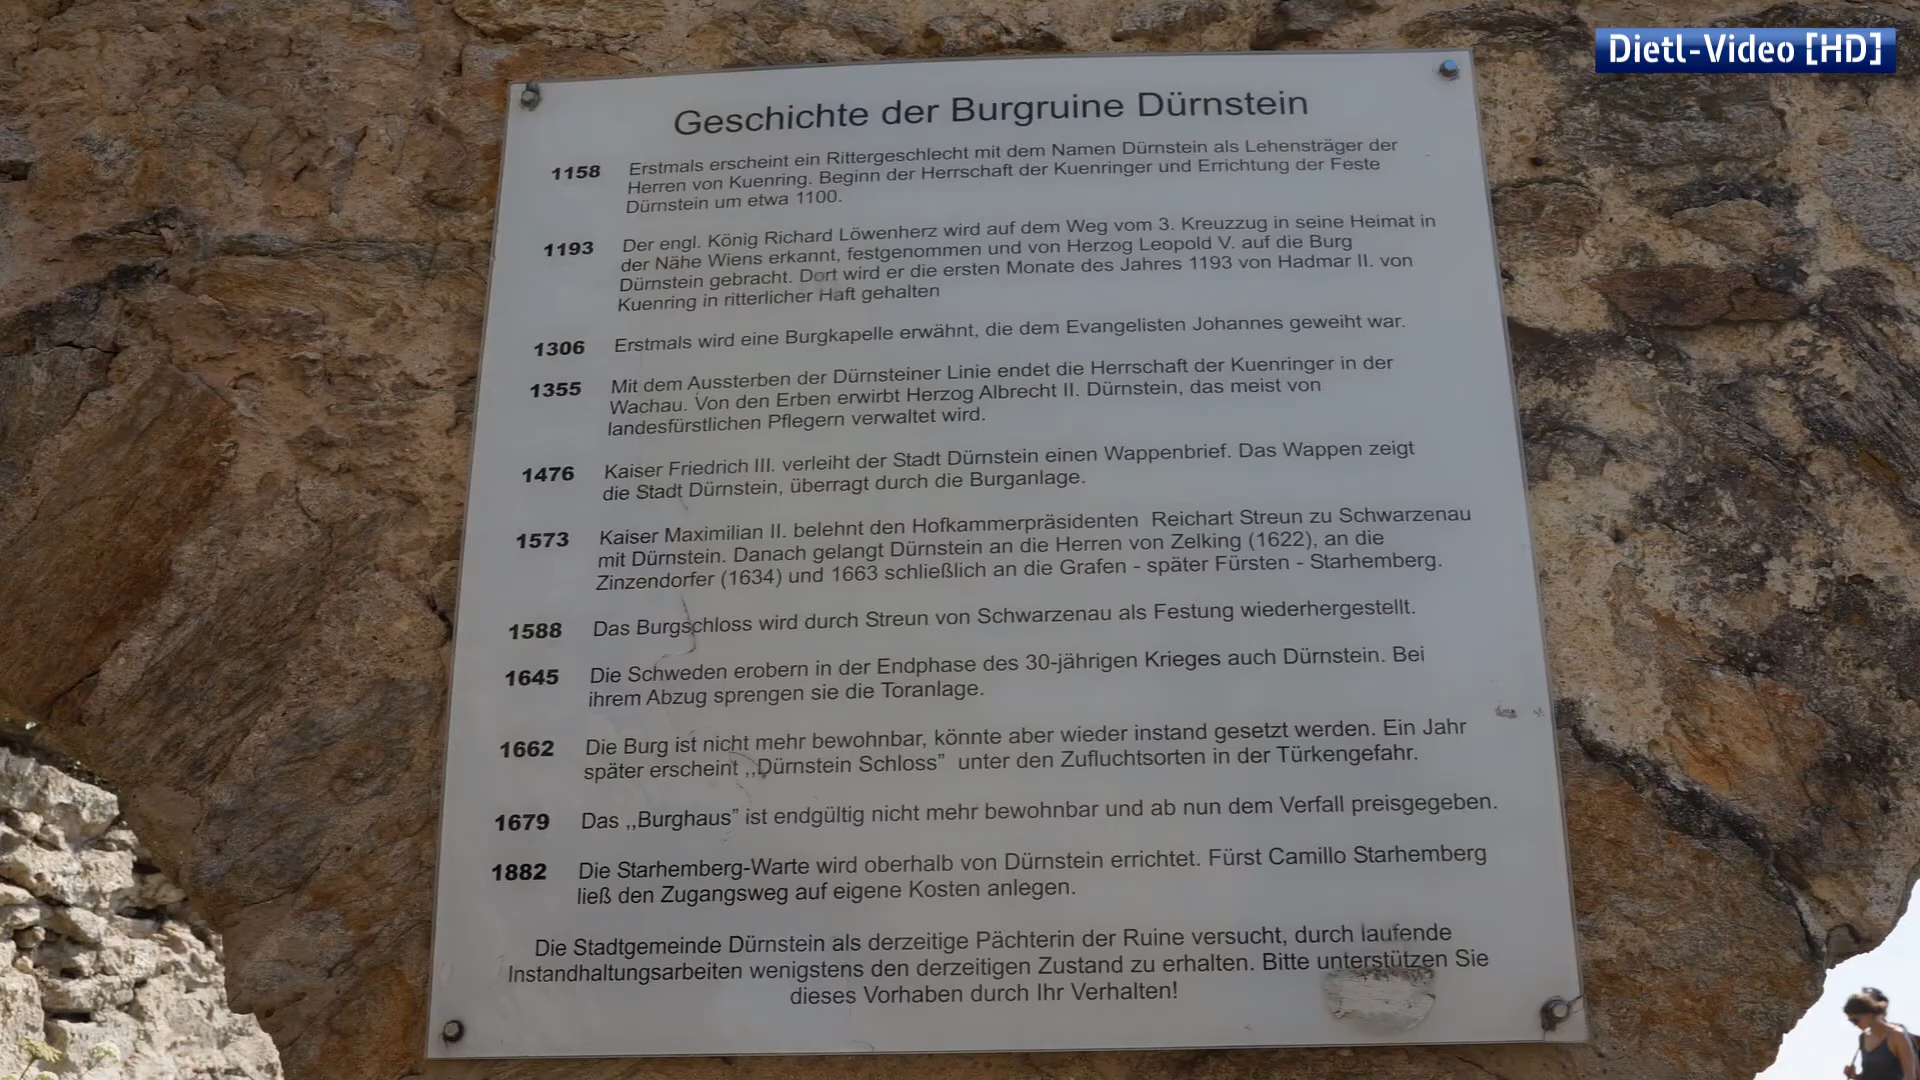 Dietl-Video [HD]
Geschichte der Burgruine Dürnstein
1158 Erstmals erscheint ein Rittergeschlecht mit dem Namen Dürnstein als Lehensträger der
Herren von Kuenring. Beginn der Herrschaft der Kuenringer und Errichtung der Feste
Dürnstein um etwa 1100.
1193 Der engl. König Richard Löwenherz wird auf dem Weg vom 3. Kreuzzug in seine Heimat in
der Nähe Wiens erkannt, festgenommen und von Herzog Leopold V. auf die Burg
Dürnstein gebracht. Dort wird er die ersten Monate des Jahres 1193 von Hadmar II. von
Kuenring in ritterlicher Haft gehalten
1306 Erstmals wird eine Burgkapelle erwähnt, die dem Evangelisten Johannes geweiht war.
1355 Mit dem Aussterben der Dürnsteiner Linie endet die Herrschaft der Kuenringer in der
Wachau. Von den Erben erwirbt Herzog Albrecht II. Dürnstein, das meist von
landesfürstlichen Pflegern verwaltet wird.
1476 Kaiser Friedrich III. verleiht der Stadt Dürnstein einen Wappenbrief. Das Wappen zeigt
die Stadt Dürnstein, überragt durch die Burganlage.
1573 Kaiser Maximilian II. belehnt den Hofkammerpräsidenten Reichart Streun zu Schwarzenau
mit Dürnstein. Danach gelangt Dürnstein an die Herren von Zelking (1622), an die
Zinzendorfer (1634) und 1663 schließlich an die Grafen - später Fürsten - Starhemberg.
1588 Das Burgschloss wird durch Streun von Schwarzenau als Festung wiederhergestellt.
1645 Die Schweden erobern in der Endphase des 30-jährigen Krieges auch Dürnstein. Bei
ihrem Abzug sprengen sie die Toranlage.
1662 Die Burg ist nicht mehr bewohnbar, könnte aber wieder instand gesetzt werden. Ein Jahr
später erscheint ,,Dürnstein Schloss” unter den Zufluchtsorten in der Türkengefahr.
1679 Das ,,Burghaus” ist endgültig nicht mehr bewohnbar und ab nun dem Verfall preisgegeben.
1882 Die Starhemberg-Warte wird oberhalb von Dürnstein errichtet. Fürst Camillo Starhemberg
ließ den Zugangsweg auf eigene Kosten anlegen.
Die Stadtgemeinde Dürnstein als derzeitige Pächterin der Ruine versucht, durch laufende
Instandhaltungsarbeiten wenigstens den derzeitigen Zustand zu erhalten. Bitte unterstützen Sie
dieses Vorhaben durch Ihr Verhalten!